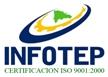 INFOTEP
CERTIFICACION ISO 9001:2000